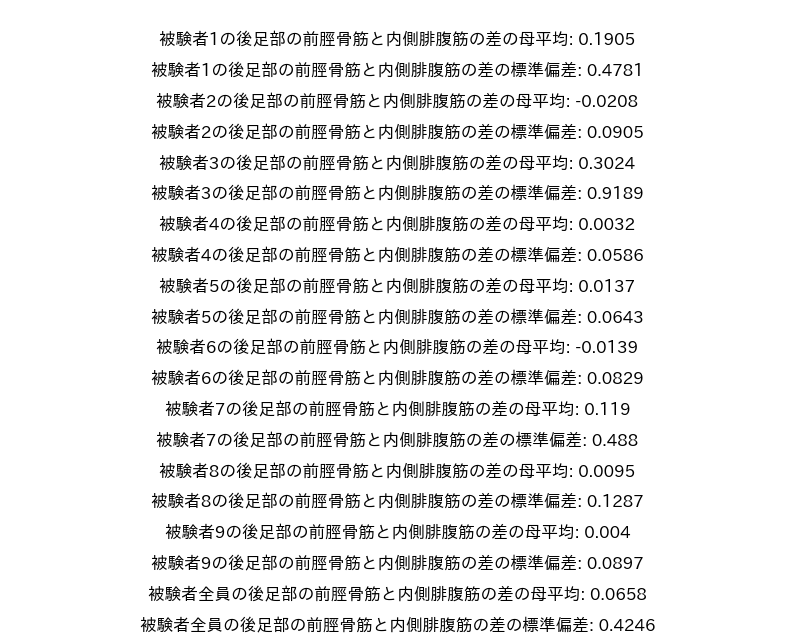 被験者1の後足部の前脛骨筋と内側腓腹筋の差の母平均: 0.1905
被験者1の後足部の前脛骨筋と内側腓腹筋の差の標準偏差: 0.4781
被験者2の後足部の前脛骨筋と内側腓腹筋の差の母平均: -0.0208
被験者2の後足部の前脛骨筋と内側腓腹筋の差の標準偏差: 0.0905
被験者3の後足部の前脛骨筋と内側腓腹筋の差の母平均: 0.3024
被験者3の後足部の前脛骨筋と内側腓腹筋の差の標準偏差: 0.9189
被験者4の後足部の前脛骨筋と内側腓腹筋の差の母平均: 0.0032
被験者4の後足部の前脛骨筋と内側腓腹筋の差の標準偏差: 0.0586
被験者5の後足部の前脛骨筋と内側腓腹筋の差の母平均: 0.0137
被験者5の後足部の前脛骨筋と内側腓腹筋の差の標準偏差: 0.0643
被験者6の後足部の前脛骨筋と内側腓腹筋の差の母平均: -0.0139
被験者6の後足部の前脛骨筋と内側腓腹筋の差の標準偏差: 0.0829
被験者7の後足部の前脛骨筋と内側腓腹筋の差の母平均: 0.119
被験者7の後足部の前脛骨筋と内側腓腹筋の差の標準偏差: 0.488
被験者8の後足部の前脛骨筋と内側腓腹筋の差の母平均: 0.0095
被験者8の後足部の前脛骨筋と内側腓腹筋の差の標準偏差: 0.1287
被験者9の後足部の前脛骨筋と内側腓腹筋の差の母平均: 0.004
被験者9の後足部の前脛骨筋と内側腓腹筋の差の標準偏差: 0.0897
被験者全員の後足部の前脛骨筋と内側腓腹筋の差の母平均: 0.0658
被験者全員の後足部の前脛骨筋と内側腓腹筋の差の標準偏差: 0.4246